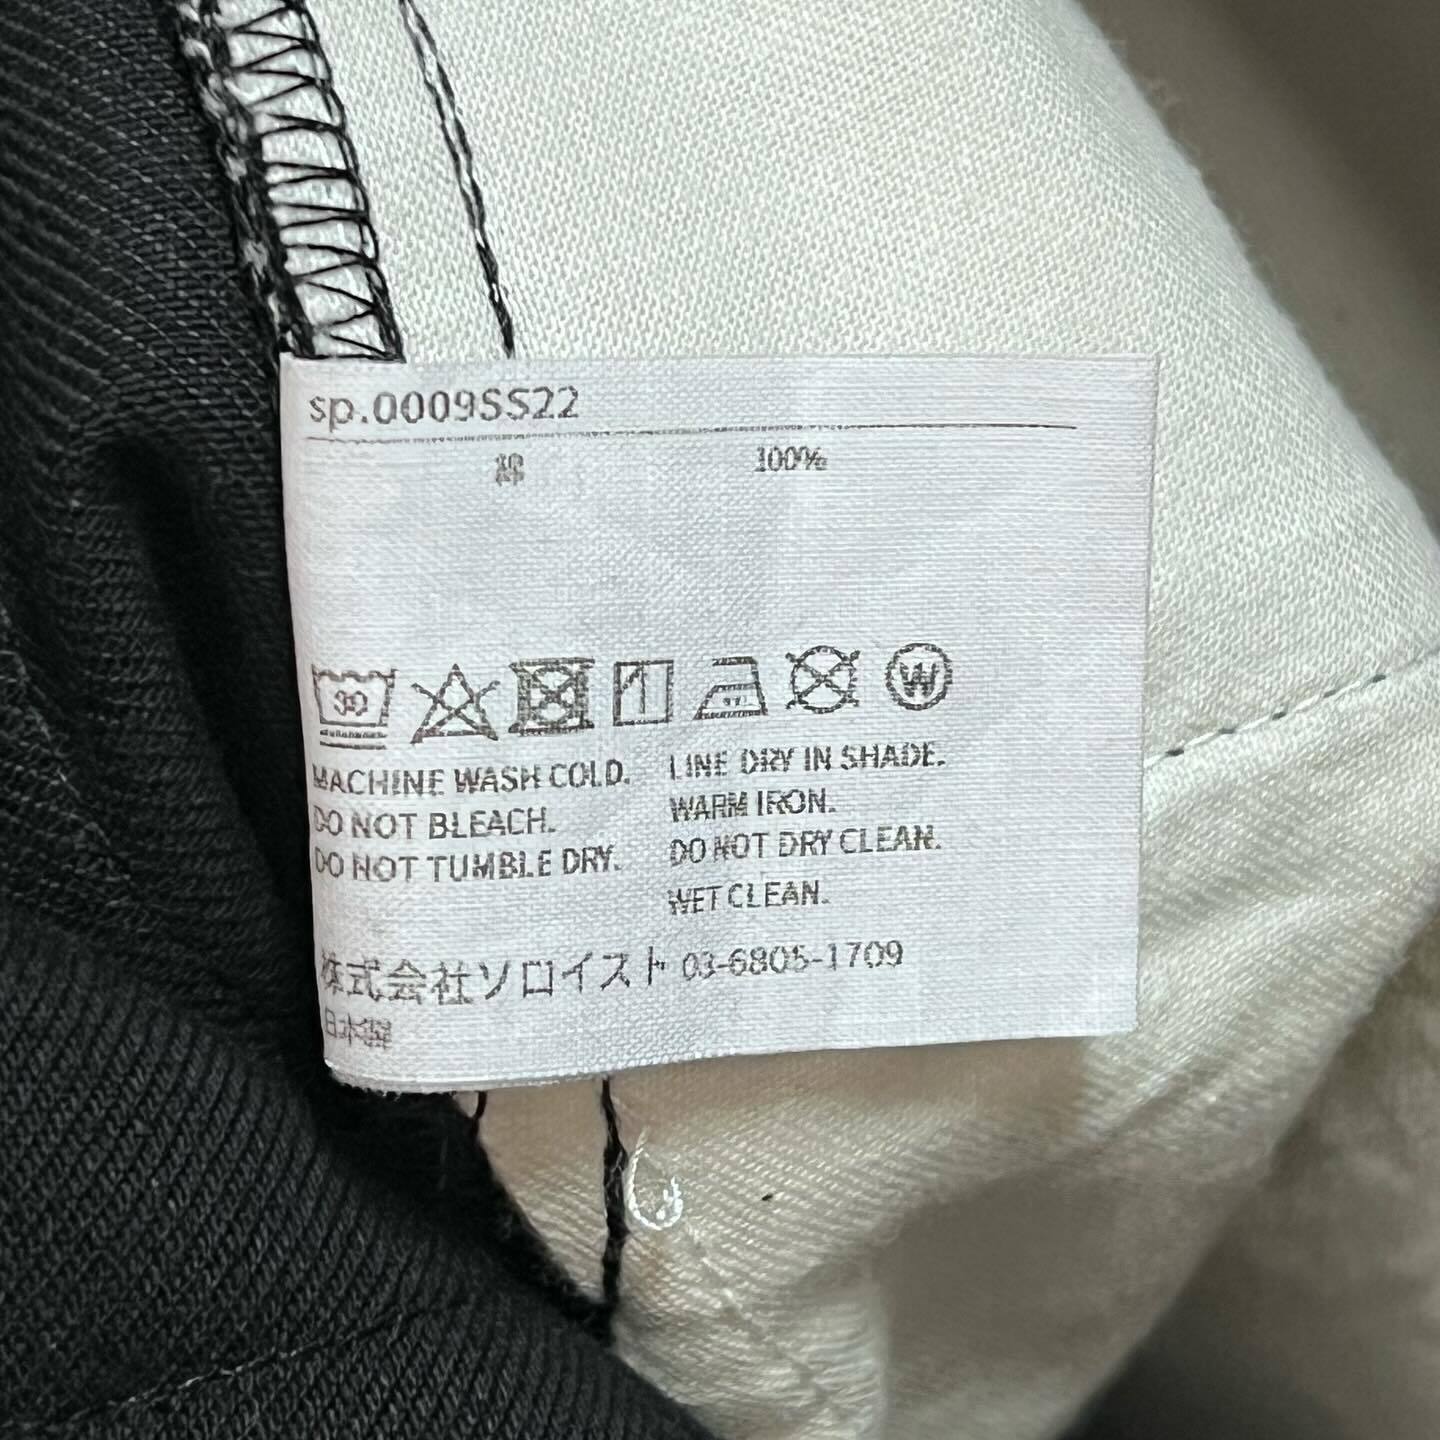 sp.0009SS22
綿 100%
30
W
MACHINE WASH COLD.
DO NOT BLEACH.
DO NOT TUMBLE DRY.
LINE DRY IN SHADE.
WARM IRON.
DO NOT DRY CLEAN.
WET CLEAN.
株式会社ソロイスト 03-6805-1709
日本製